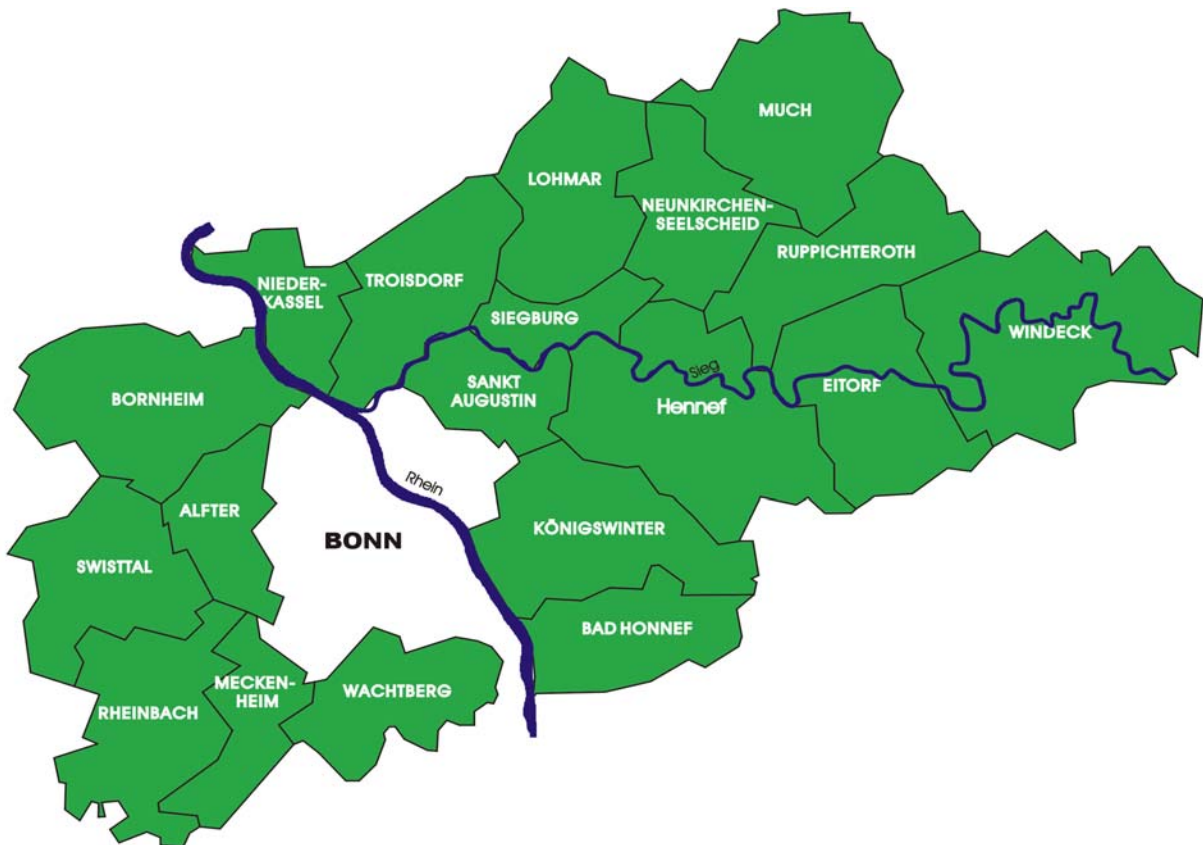 MUCH
LOHMAR
NEUNKIRCHEN-
SEELSCHEID
RUPPICHTEROTH
NIEDER-
KASSEL
TROISDORF
SIEGBURG
WINDECK
SANKT
AUGUSTIN
Sieg
EITORF
BORNHEIM
Hennef
Rhein
ALFTER
BONN
KÖNIGSWINTER
SWISTTAL
BAD HONNEF
MECKEN-
HEIM
WACHTBERG
RHEINBACH